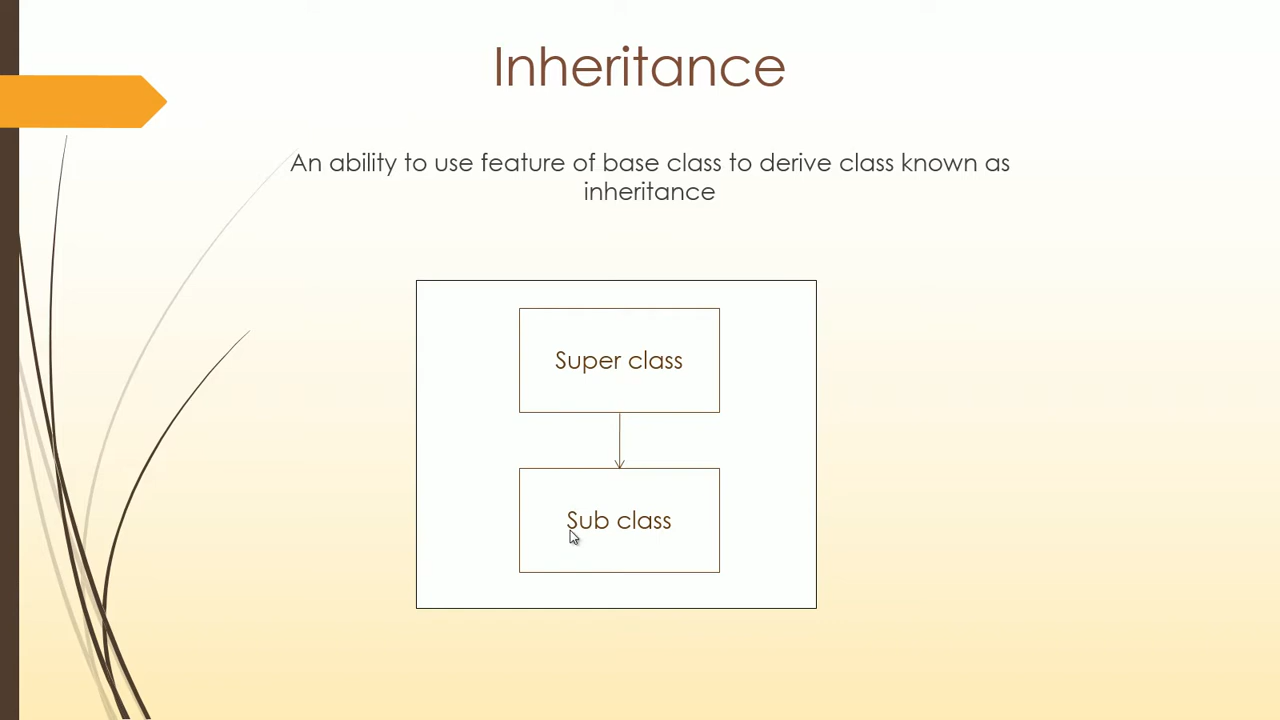 Inheritance
An ability to use feature of base class to derive class known as
inheritance
Super class
Sub class